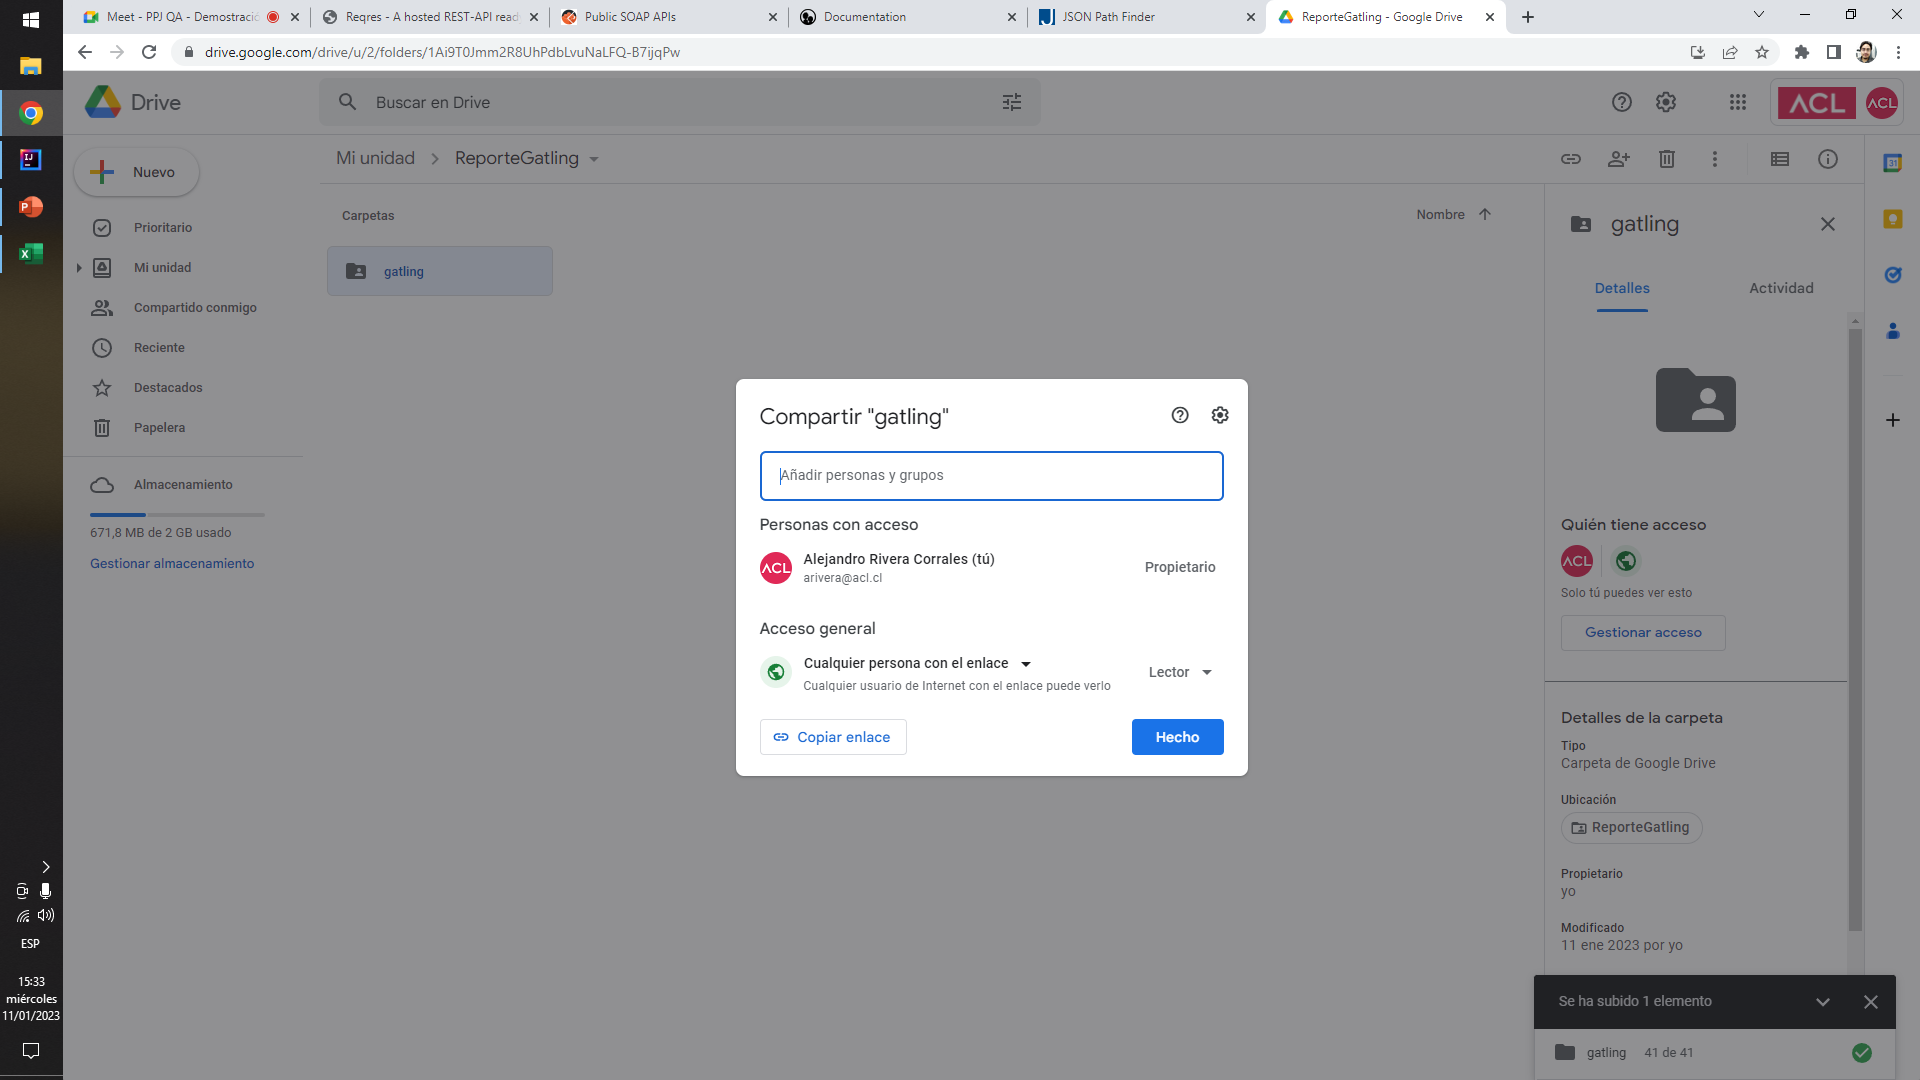 Meet - PPJ QA - Demostració
Reqres - A hosted REST-API read
Public SOAP APIs
Documentation
JSON Path Finder
ReporteGatling - Google Drive
drive.google.com/drive/u/2/folders/1Ai9T0Jmm2R8UhPdbLvuNaLFQ-B7ijqPw
Drive
Buscar en Drive
ACL
ACL
Nuevo
Prioritario
Mi unidad
Compartido conmigo
Reciente
Destacados
Papelera
Almacenamiento
671,8 MB de 2 GB usado
Gestionar almacenamiento
Mi unidad
ReporteGatling
Carpetas
Nombre
gatling
Compartir "gatling"
Añadir personas y grupos
Personas con acceso
ACL
Alejandro Rivera Corrales (tú)
arivera@acl.cl
Propietario
Acceso general
Cualquier persona con el enlace
Cualquier usuario de Internet con el enlace puede verlo
Lector
Copiar enlace
Hecho
gatling
Detalles
Actividad
Quién tiene acceso
ACL
Solo tú puedes ver esto
Gestionar acceso
Detalles de la carpeta
Tipo
Carpeta de Google Drive
Ubicación
ReporteGatling
Propietario
yo
Modificado
11 ene 2023 por yo
Se ha subido 1 elemento
gatling
41 de 41
31
IJ
P
X
ESP
15:33
miércoles
11/01/2023